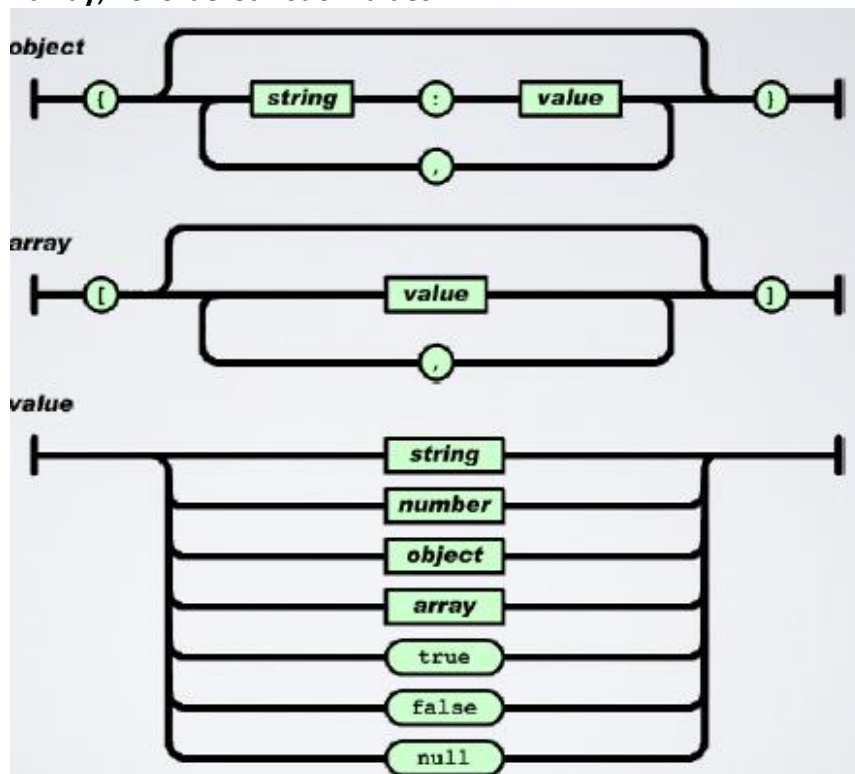 object
{ string : value }
,
array
[ value ]
,
value
string
number
object
array
true
false
null